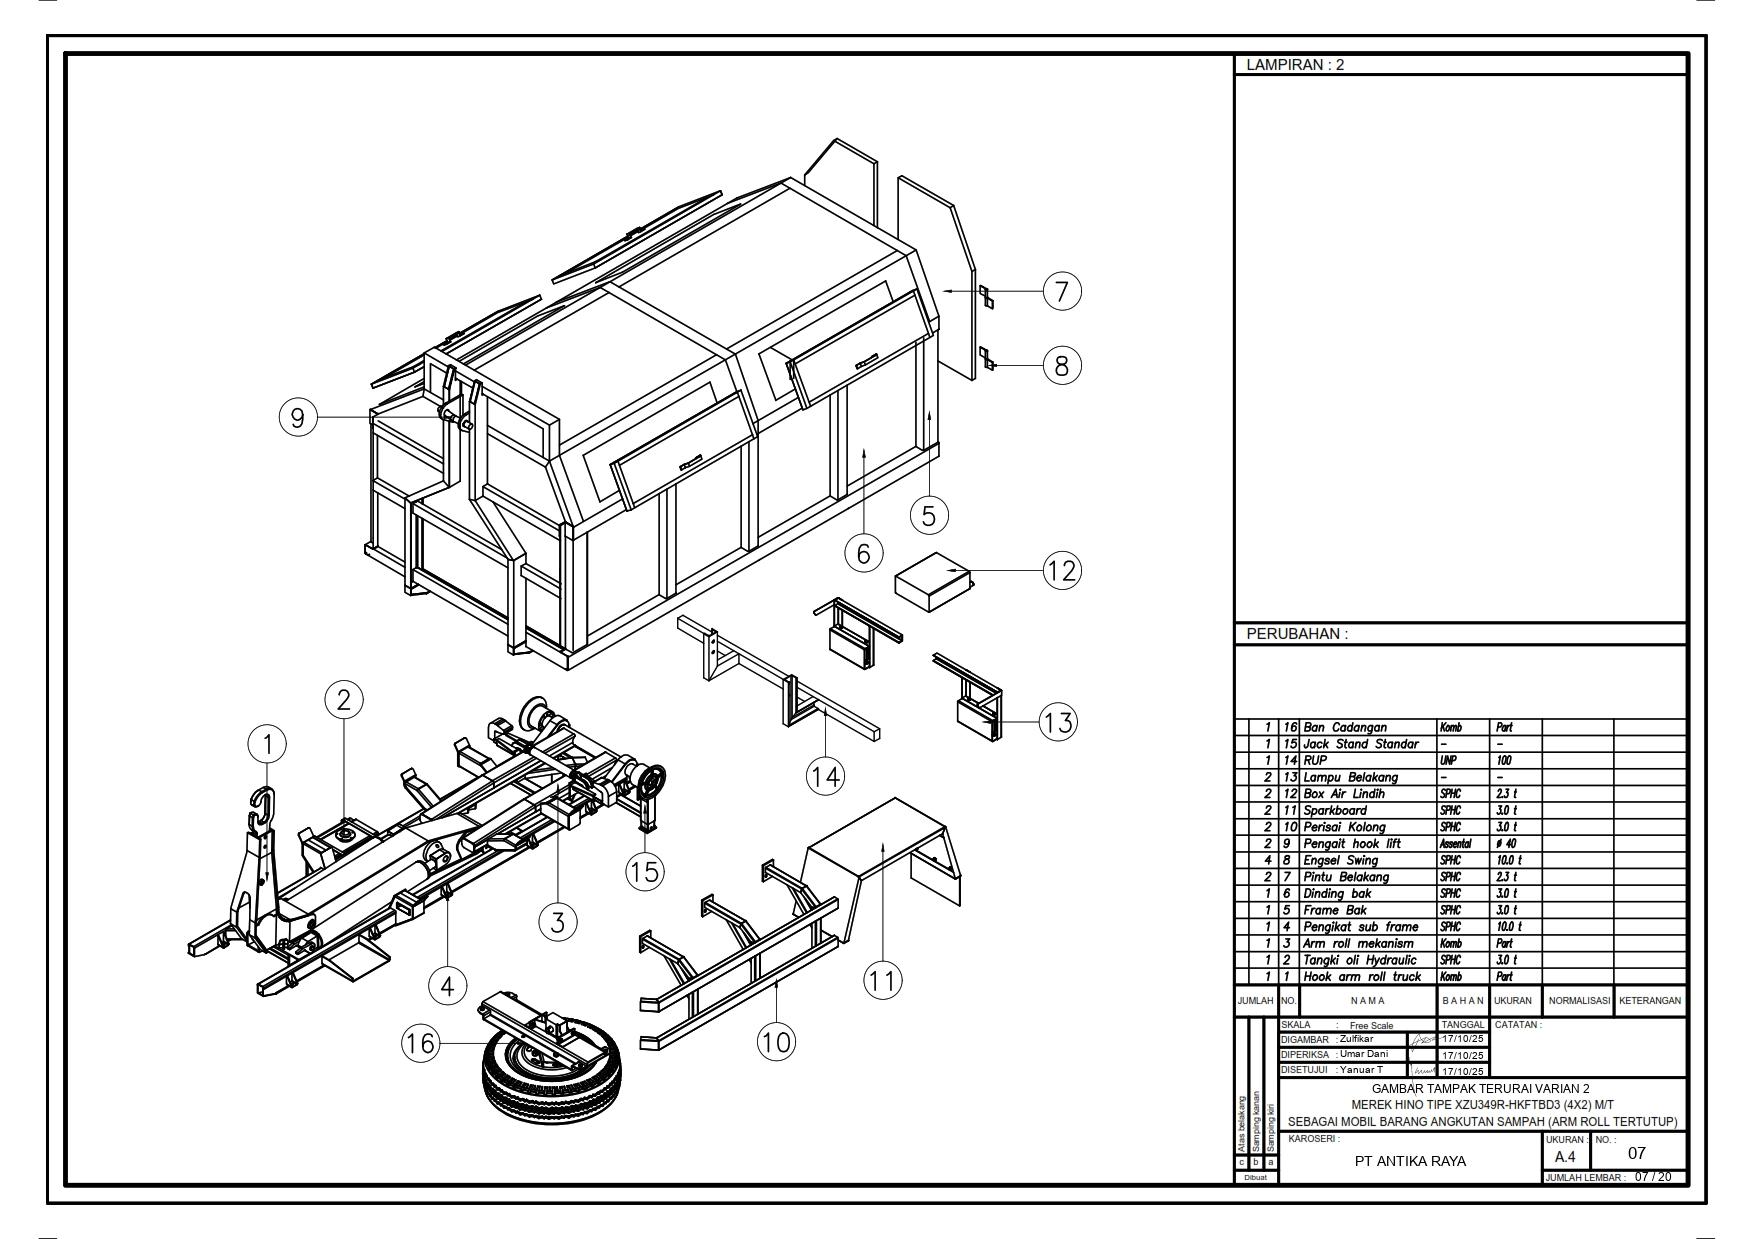 LAMPIRAN : 2
7
8
9
5
6
12
2
13
1
14
15
3
11
4
16
10
PERUBAHAN :
1 16 Ban Cadangan Komb Part
1 15 Jack Stand Standar - -
1 14 RUP UNP 100
2 13 Lampu Belakang - -
2 12 Box Air Lindih SPHC 2.3 t
2 11 Sparkboard SPHC 3.0 t
2 10 Perisai Kolong SPHC 3.0 t
2 9 Pengait hook lift Assental ø 40
4 8 Engsel Swing SPHC 10.0 t
2 7 Pintu Belakang SPHC 2.3 t
1 6 Dinding bak SPHC 3.0 t
1 5 Frame Bak SPHC 3.0 t
1 4 Pengikat sub frame SPHC 10.0 t
1 3 Arm roll mekanism Komb Part
1 2 Tangki oli Hydraulic SPHC 3.0 t
1 1 Hook arm roll truck Komb Part
JUMLAH NO. N A M A B A H A N UKURAN NORMALISASI KETERANGAN
SKALA : Free Scale TANGGAL CATATAN :
DIGAMBAR : Zulfikar 17/10/25
DIPERIKSA : Umar Dani 17/10/25
DISETUJUI : Yanuar T 17/10/25
GAMBAR TAMPAK TERURAI VARIAN 2
MEREK HINO TIPE XZU349R-HKFTBD3 (4X2) M/T
SEBAGAI MOBIL BARANG ANGKUTAN SAMPAH (ARM ROLL TERTUTUP)
Atas belakang
Samping kanan
Samping kiri
c b a
Dibuat
KAROSERI :
PT ANTIKA RAYA
UKURAN : NO. :
A.4 07
JUMLAH LEMBAR : 07 / 20